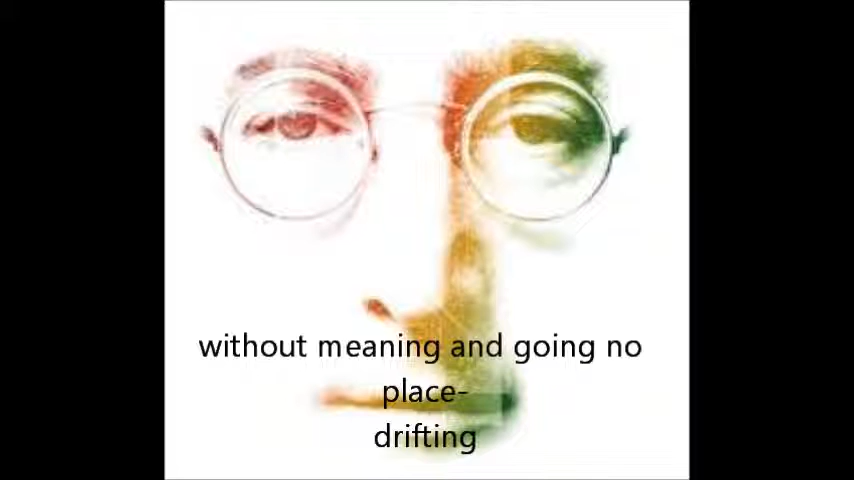 without meaning and going no
place-
drifting